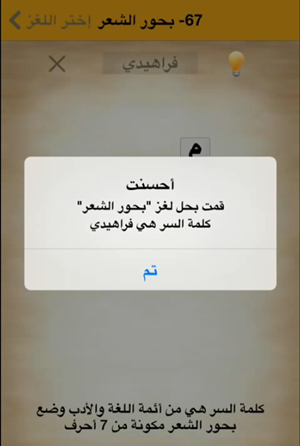 67- بحور الشعر
إختر اللغز
فراهيدي
م
أحسنت
قمت بحل لغز "بحور الشعر"
كلمة السر هي فراهيدي
تم
كلمة السر هي من أئمة اللغة والأدب وضع
بحور الشعر مكونة من 7 أحرف